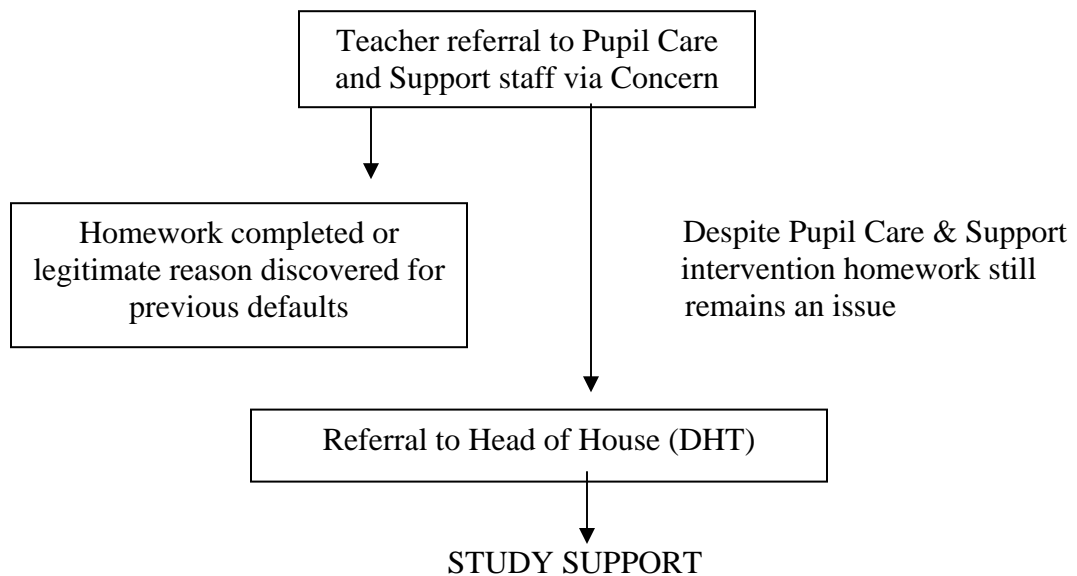 Teacher referral to Pupil Care
and Support staff via Concern
Homework completed or
legitimate reason discovered for
previous defaults
Despite Pupil Care & Support
intervention homework still
remains an issue
Referral to Head of House (DHT)
STUDY SUPPORT